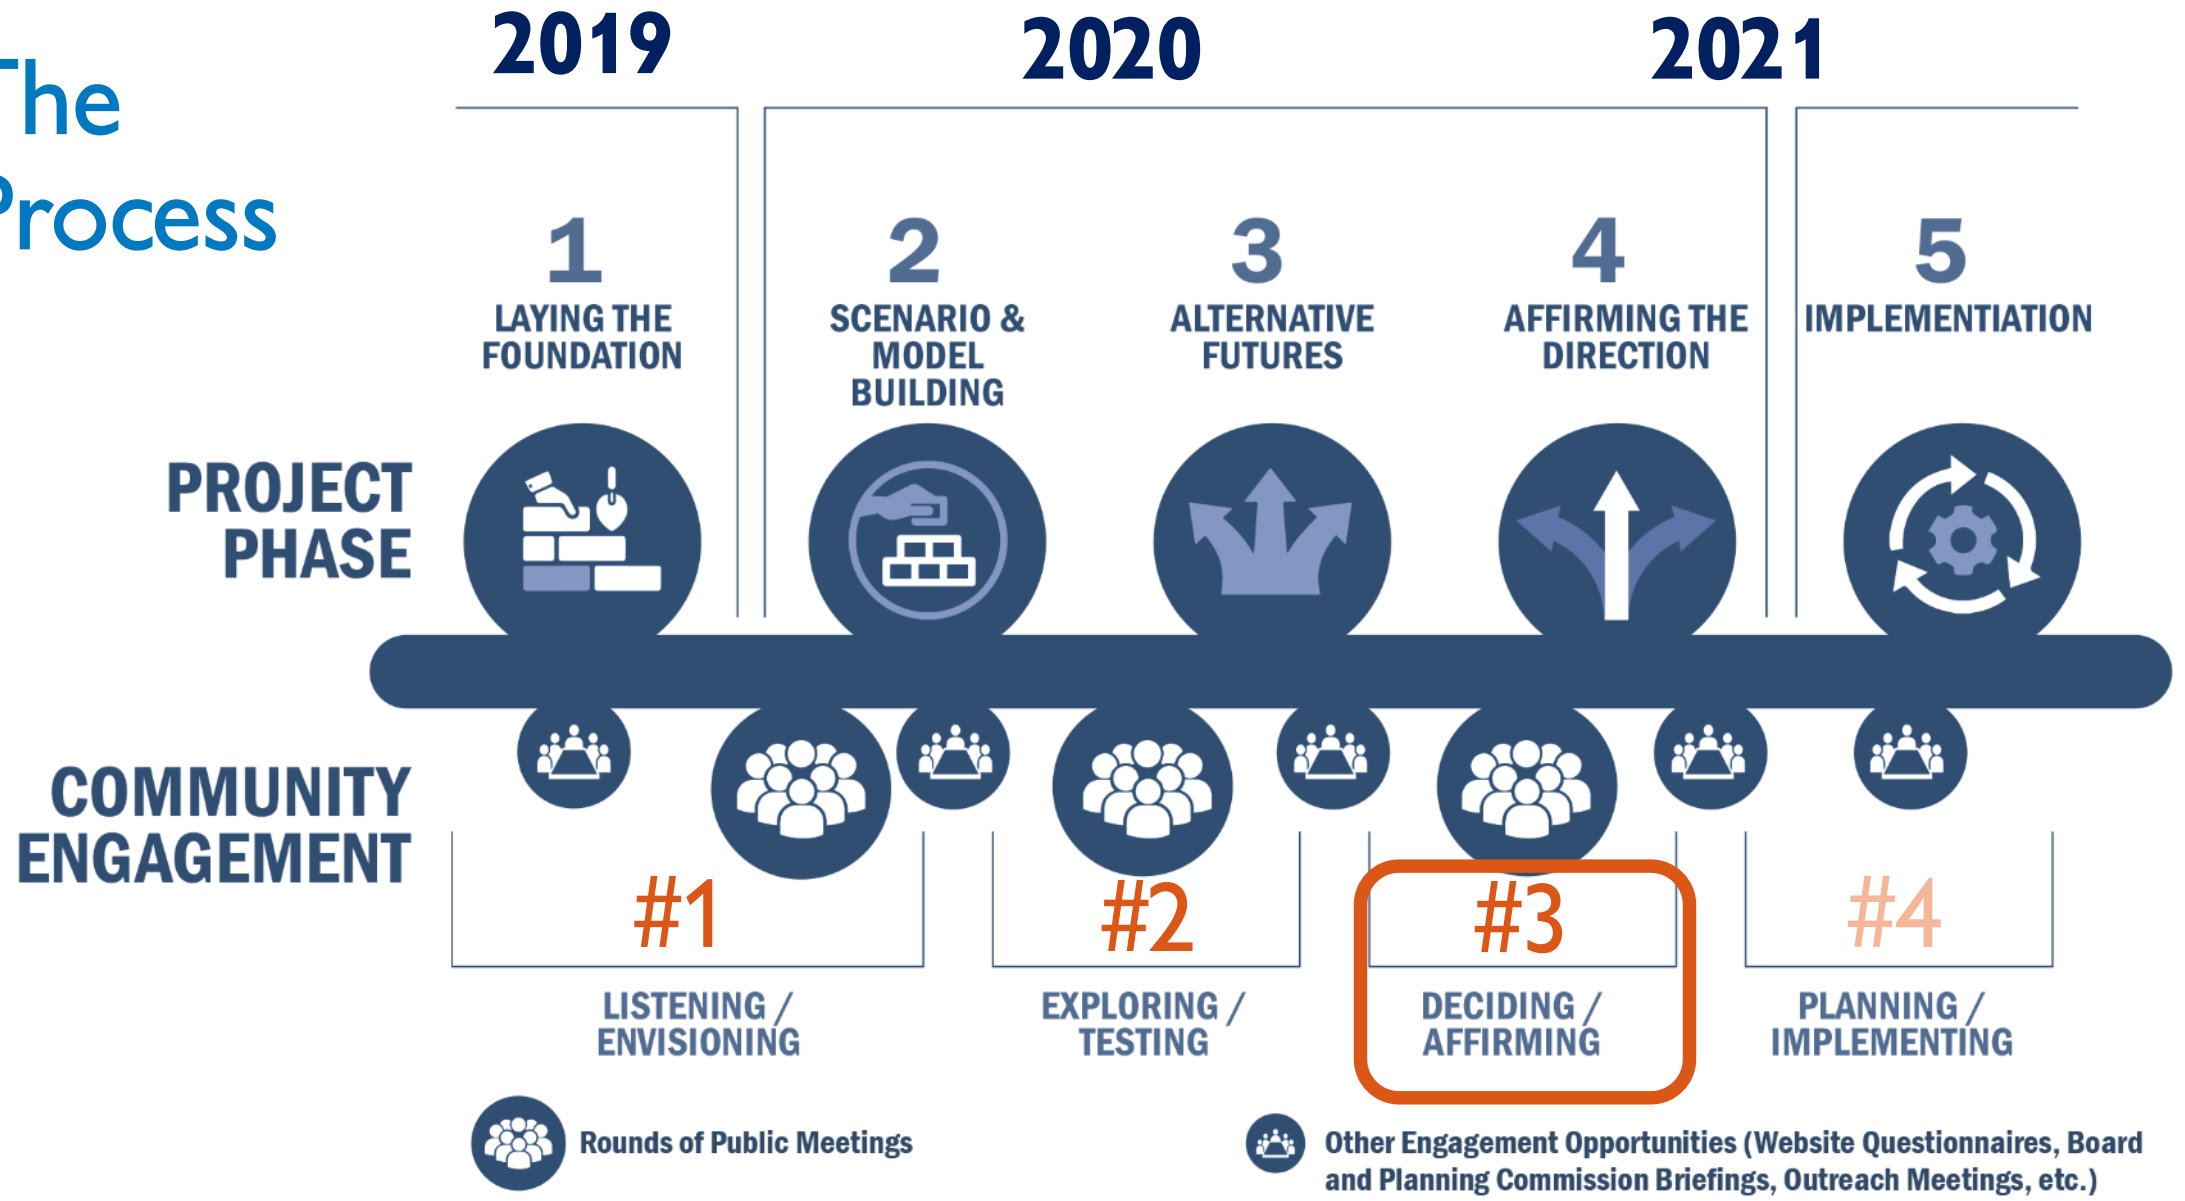 The
Process
2019
2020
2021
1
LAYING THE
FOUNDATION
2
SCENARIO &
MODEL
BUILDING
3
ALTERNATIVE
FUTURES
4
AFFIRMING THE
DIRECTION
5
IMPLEMENTIATION
PROJECT
PHASE
COMMUNITY
ENGAGEMENT
#1
LISTENING /
ENVISIONING
#2
EXPLORING /
TESTING
#3
DECIDING /
AFFIRMING
#4
PLANNING /
IMPLEMENTING
Rounds of Public Meetings
Other Engagement Opportunities (Website Questionnaires, Board
and Planning Commission Briefings, Outreach Meetings, etc.)